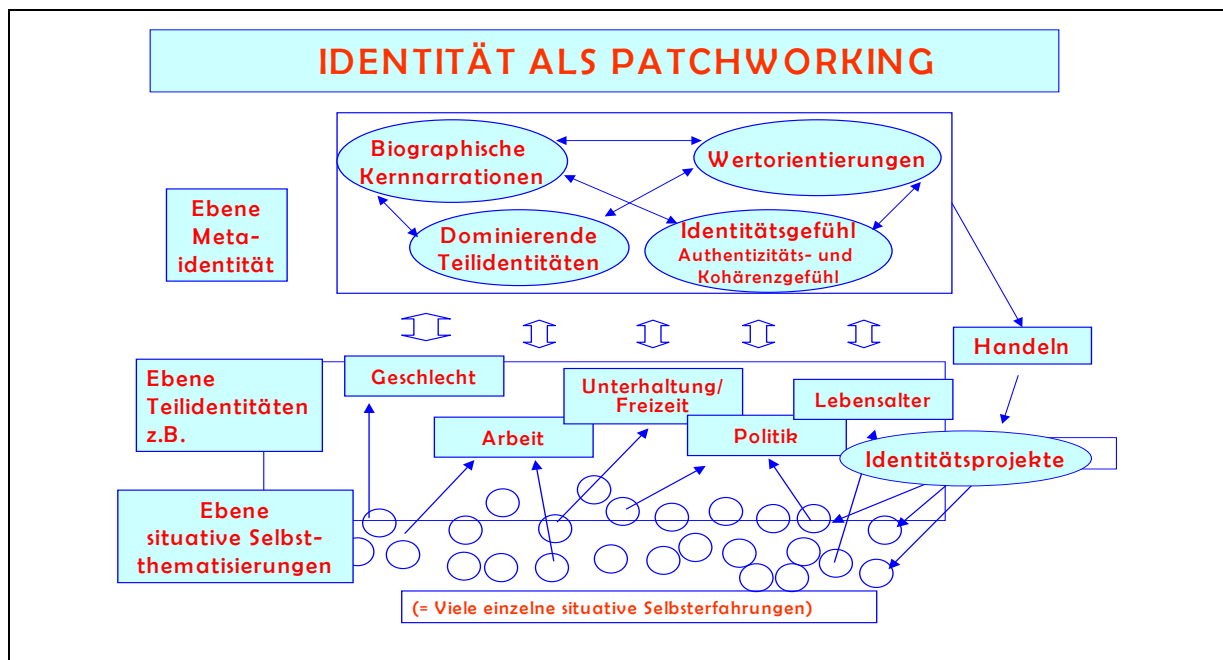 IDENTITÄT ALS PATCHWORKING
Biographische
Kernnarrationen
Wertorientierungen
Ebene
Meta-
identität
Dominierende
Teilidentitäten
Identitätsgefühl
Authentizitäts- und
Kohärenzgefühl
Handeln
Ebene
Teilidentitäten
z.B.
Geschlecht
Unterhaltung/
Freizeit
Lebensalter
Arbeit
Politik
Identitätsprojekte
Ebene
situative Selbst-
thematisierungen
(= Viele einzelne situative Selbsterfahrungen)